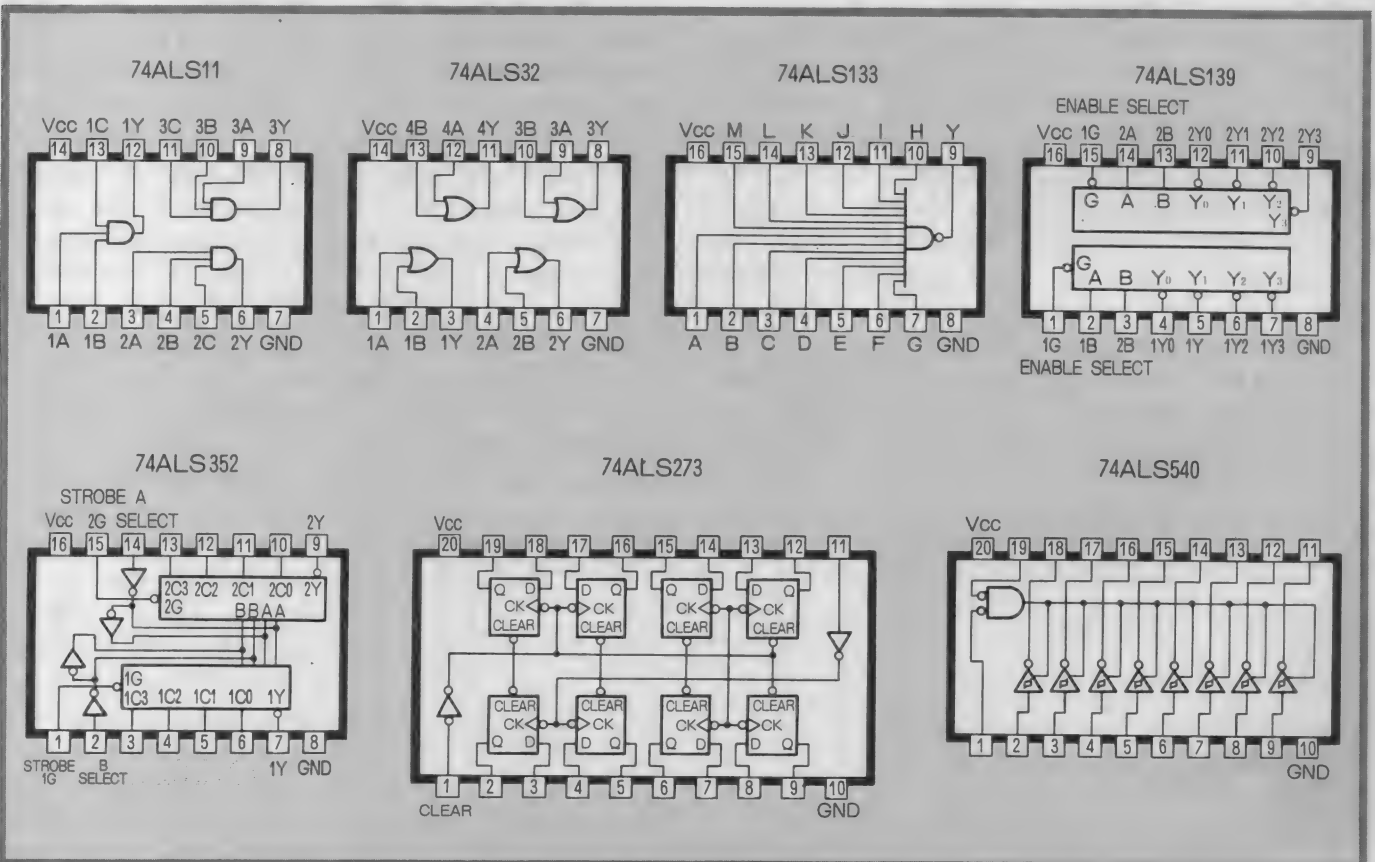 74ALS11
Vcc 1C 1Y 3C 3B 3A 3Y
14 13 12 11 10 9 8
1 2 3 4 5 6 7
1A 1B 2A 2B 2C 2Y GND
74ALS32
Vcc 4B 4A 4Y 3B 3A 3Y
14 13 12 11 10 9 8
1 2 3 4 5 6 7
1A 1B 1Y 2A 2B 2Y GND
74ALS133
Vcc M L K J I H Y
16 15 14 13 12 11 10 9
1 2 3 4 5 6 7 8
A B C D E F G GND
74ALS139
ENABLE SELECT
Vcc 1G 2A 2B 2Y0 2Y1 2Y2 2Y3
16 15 14 13 12 11 10 9
G A B Y0 Y1 Y2
Y3
G
A B Y0 Y1 Y2 Y3
1 2 3 4 5 6 7 8
1G 1B 2B 1Y0 1Y 1Y2 1Y3 GND
ENABLE SELECT
74ALS352
STROBE A
Vcc 2G SELECT 2Y
16 15 14 13 12 11 10 9
2C3 2C2 2C1 2C0 2Y
2G BBAA
1G
1C3 1C2 1C1 1C0 1Y
1 2 3 4 5 6 7 8
STROBE B 1Y GND
1G SELECT
74ALS273
Vcc
20 19 18 17 16 15 14 13 12 11
Q D D Q Q D D Q
CK CK CK CK
CLEAR CLEAR CLEAR CLEAR
CLEAR CLEAR CLEAR CLEAR
CK CK CK CK
Q D D Q Q D D Q
1 2 3 4 5 6 7 8 9 10
CLEAR GND
74ALS540
Vcc
20 19 18 17 16 15 14 13 12 11
1 2 3 4 5 6 7 8 9 10
GND